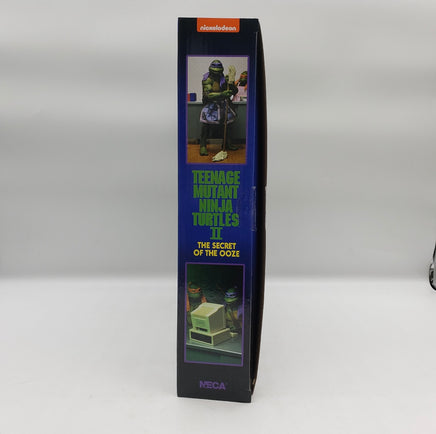 nickelodeon
TEENAGE
MUTANT
NINJA
TURTLES
II
THE SECRET
OF THE OOZE
NECA